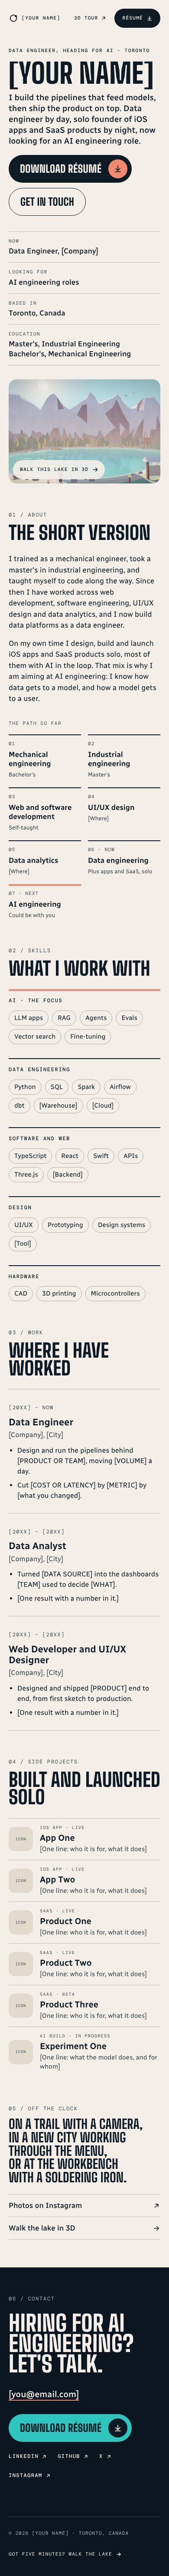 [YOUR NAME]
3D TOUR ↗
RÉSUMÉ
DATA ENGINEER, HEADING FOR AI · TORONTO
[YOUR NAME]
I build the pipelines that feed models,
then ship the product on top. Data
engineer by day, solo founder of iOS
apps and SaaS products by night, now
looking for an AI engineering role.
DOWNLOAD RÉSUMÉ
GET IN TOUCH
NOW
Data Engineer, [Company]
LOOKING FOR
AI engineering roles
BASED IN
Toronto, Canada
EDUCATION
Master's, Industrial Engineering
Bachelor's, Mechanical Engineering
WALK THIS LAKE IN 3D →
01 / ABOUT
THE SHORT VERSION
I trained as a mechanical engineer, took a
master's in industrial engineering, and
taught myself to code along the way. Since
then I have worked across web
development, software engineering, UI/UX
design and data analytics, and I now build
data platforms as a data engineer.
On my own time I design, build and launch
iOS apps and SaaS products solo, most of
them with AI in the loop. That mix is why I
am aiming at AI engineering: I know how
data gets to a model, and how a model gets
to a user.
THE PATH SO FAR
01
Mechanical
engineering
Bachelor's
02
Industrial
engineering
Master's
03
Web and software
development
Self-taught
04
UI/UX design
[Where]
05
Data analytics
[Where]
06 · NOW
Data engineering
Plus apps and SaaS, solo
07 · NEXT
AI engineering
Could be with you
02 / SKILLS
WHAT I WORK WITH
AI · THE FOCUS
LLM apps
RAG
Agents
Evals
Vector search
Fine-tuning
DATA ENGINEERING
Python
SQL
Spark
Airflow
dbt
[Warehouse]
[Cloud]
SOFTWARE AND WEB
TypeScript
React
Swift
APIs
Three.js
[Backend]
DESIGN
UI/UX
Prototyping
Design systems
[Tool]
HARDWARE
CAD
3D printing
Microcontrollers
03 / WORK
WHERE I HAVE
WORKED
[20XX] – NOW
Data Engineer
[Company], [City]
• Design and run the pipelines behind
[PRODUCT OR TEAM], moving [VOLUME] a
day.
• Cut [COST OR LATENCY] by [METRIC] by
[what you changed].
[20XX] – [20XX]
Data Analyst
[Company], [City]
• Turned [DATA SOURCE] into the dashboards
[TEAM] used to decide [WHAT].
• [One result with a number in it.]
[20XX] – [20XX]
Web Developer and UI/UX
Designer
[Company], [City]
• Designed and shipped [PRODUCT] end to
end, from first sketch to production.
• [One result with a number in it.]
04 / SIDE PROJECTS
BUILT AND LAUNCHED
SOLO
ICON
IOS APP · LIVE
App One
[One line: who it is for, what it does]
ICON
IOS APP · LIVE
App Two
[One line: who it is for, what it does]
ICON
SAAS · LIVE
Product One
[One line: who it is for, what it does]
ICON
SAAS · LIVE
Product Two
[One line: who it is for, what it does]
ICON
SAAS · BETA
Product Three
[One line: who it is for, what it does]
ICON
AI BUILD · IN PROGRESS
Experiment One
[One line: what the model does, and for
whom]
05 / OFF THE CLOCK
ON A TRAIL WITH A CAMERA,
IN A NEW CITY WORKING
THROUGH THE MENU,
OR AT THE WORKBENCH
WITH A SOLDERING IRON.
Photos on Instagram ↗
Walk the lake in 3D →
06 / CONTACT
HIRING FOR AI
ENGINEERING?
LET'S TALK.
[you@email.com]
DOWNLOAD RÉSUMÉ
LINKEDIN ↗
GITHUB ↗
X ↗
INSTAGRAM ↗
© 2026 [YOUR NAME] · TORONTO, CANADA
GOT FIVE MINUTES? WALK THE LAKE →